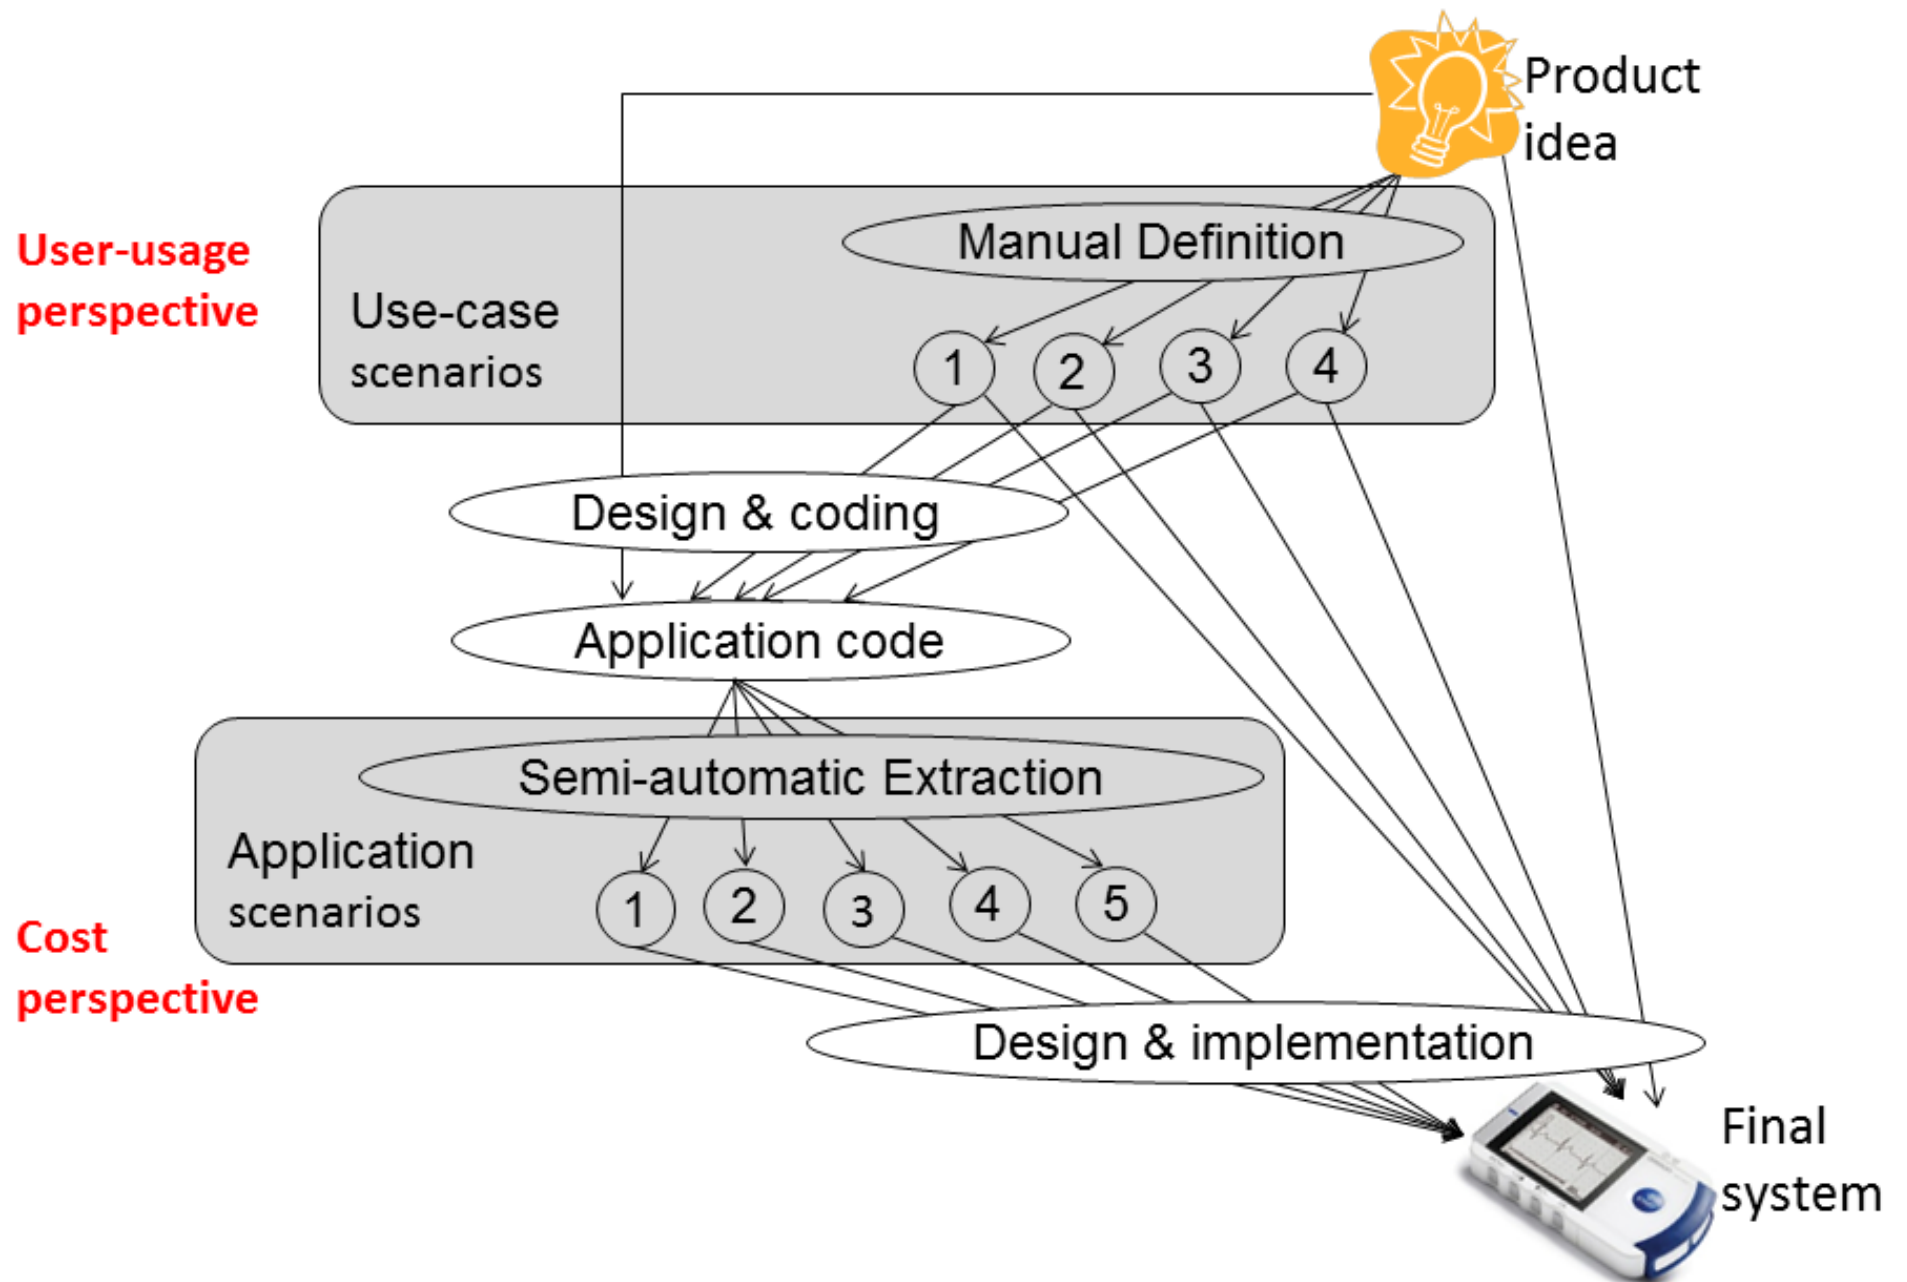 Product
idea
User-usage
perspective
Manual Definition
Use-case
scenarios
1 2 3 4
Design & coding
Application code
Semi-automatic Extraction
Application
scenarios
1 2 3 4 5
Cost
perspective
Design & implementation
Final
system